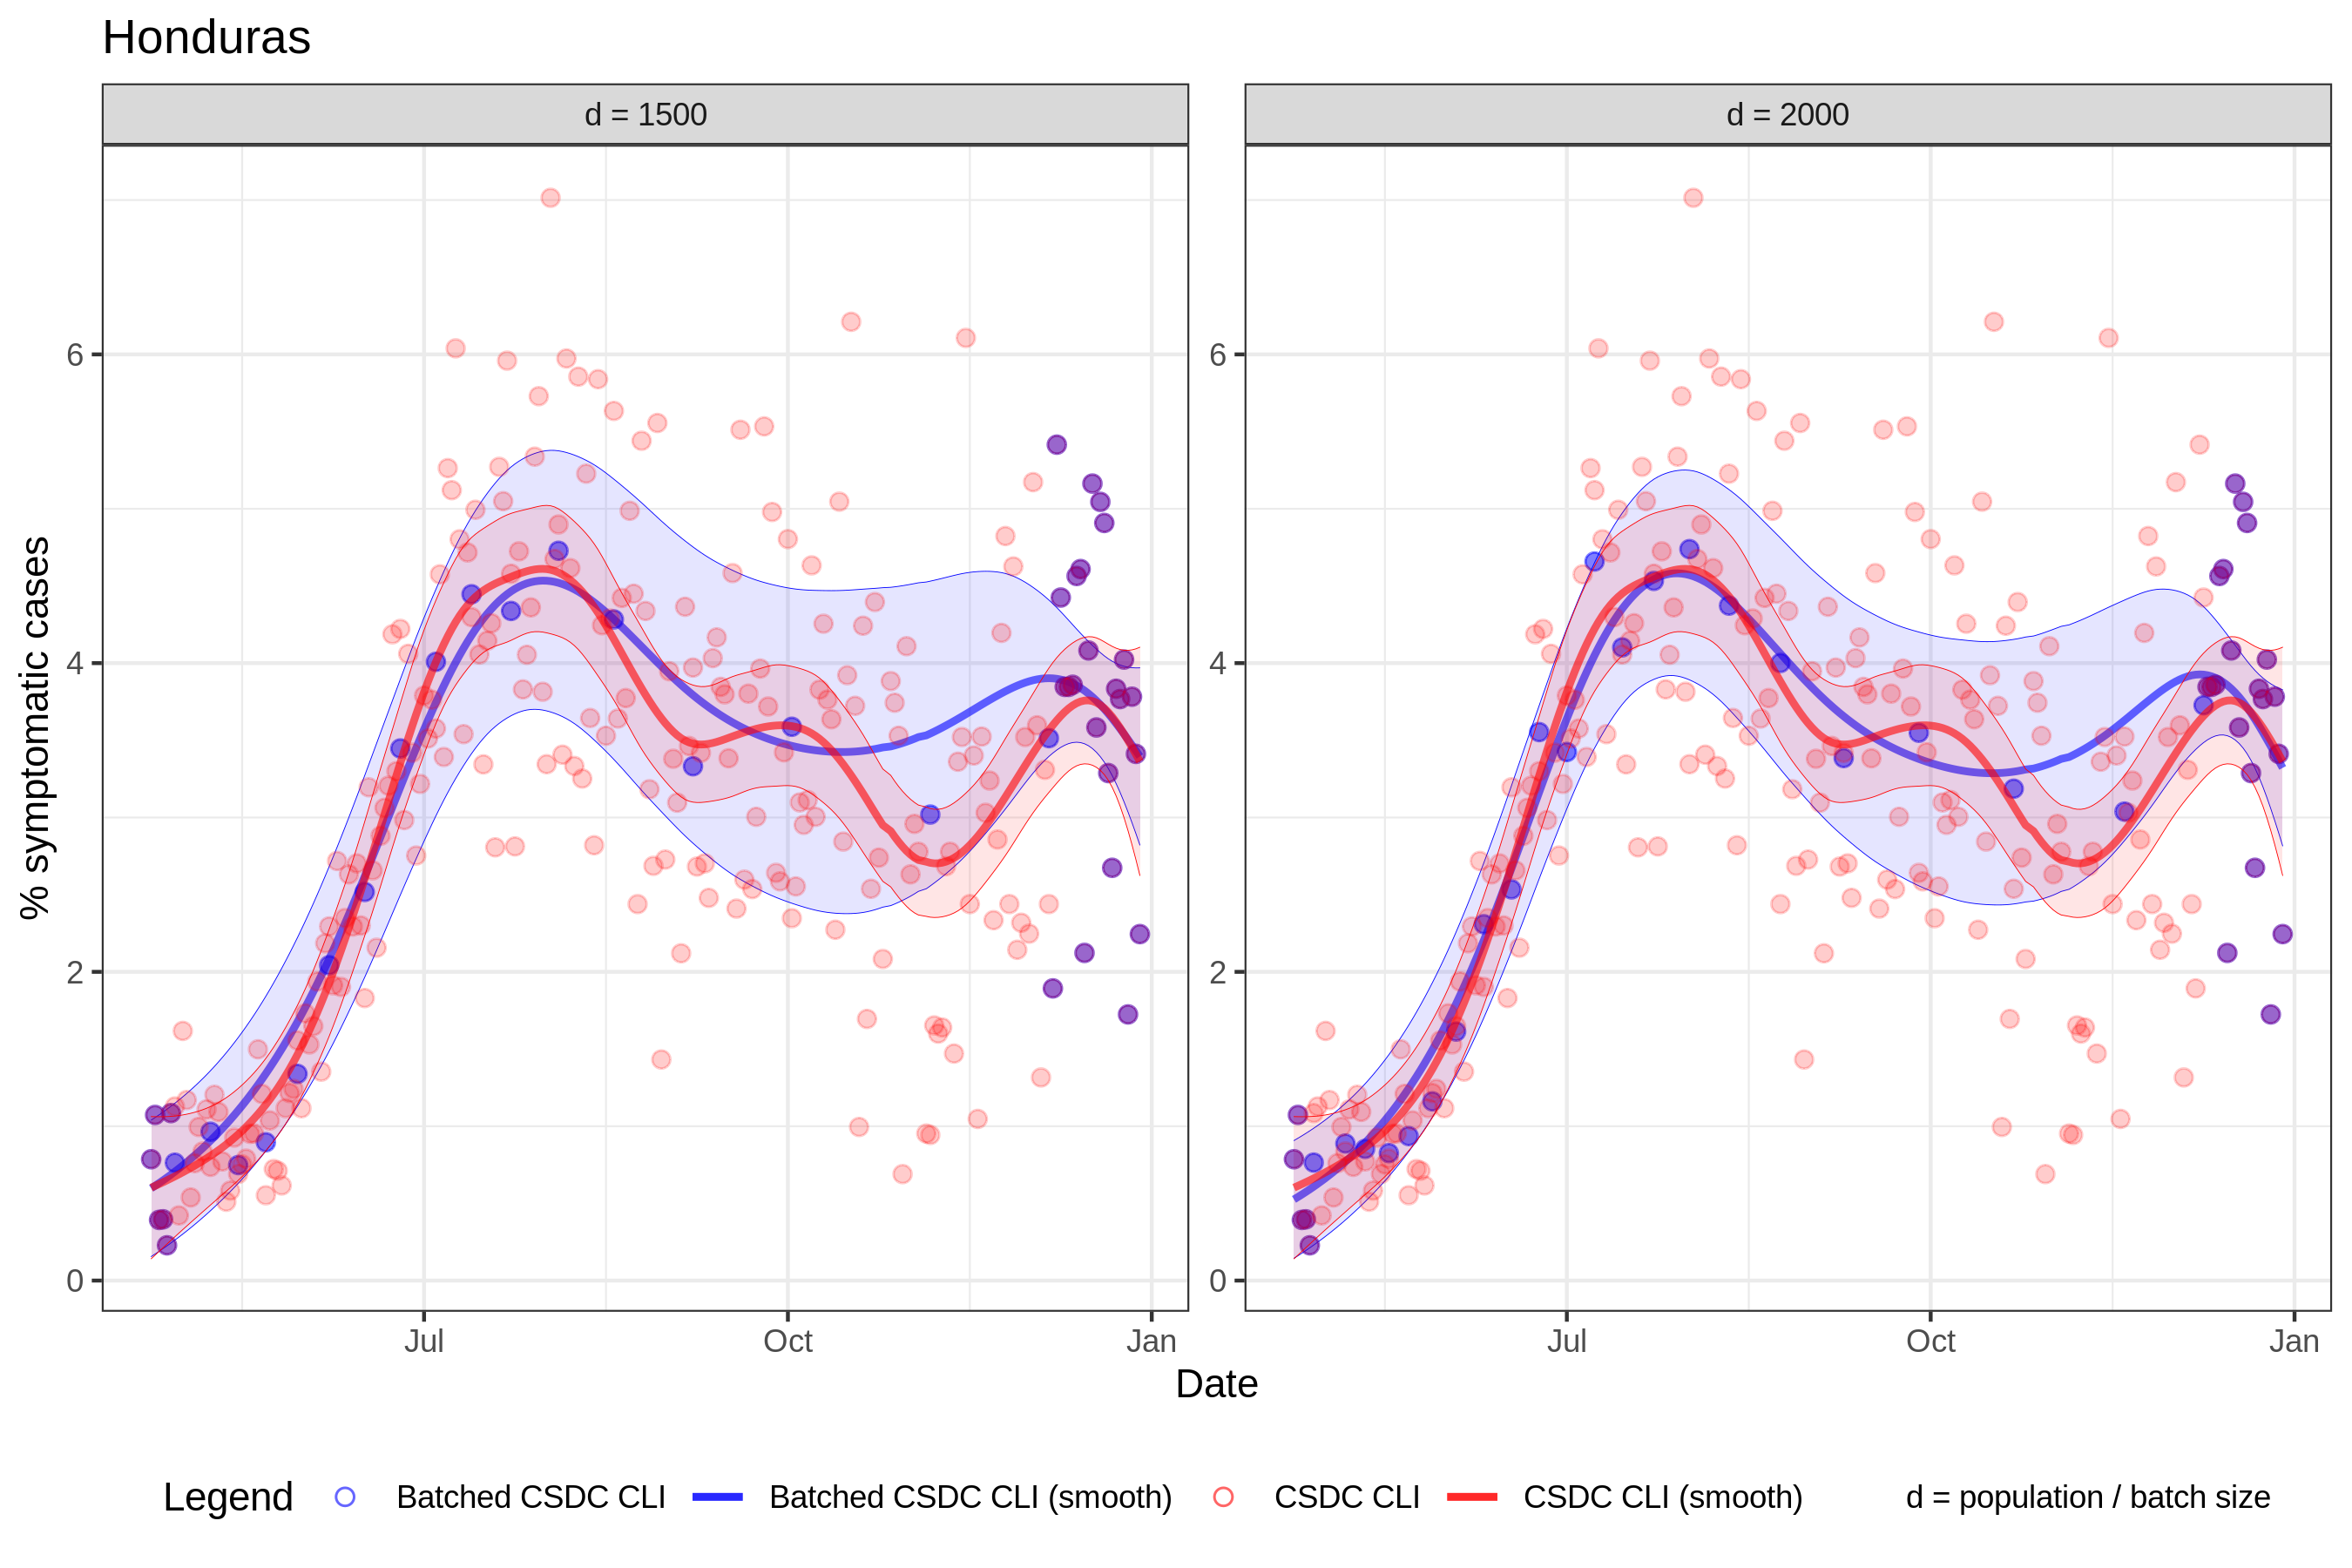 Honduras
d = 1500
d = 2000
% symptomatic cases
6
4
2
0
6
4
2
0
Jul
Oct
Jan
Jul
Oct
Jan
Date
Legend Batched CSDC CLI Batched CSDC CLI (smooth) CSDC CLI CSDC CLI (smooth) d = population / batch size